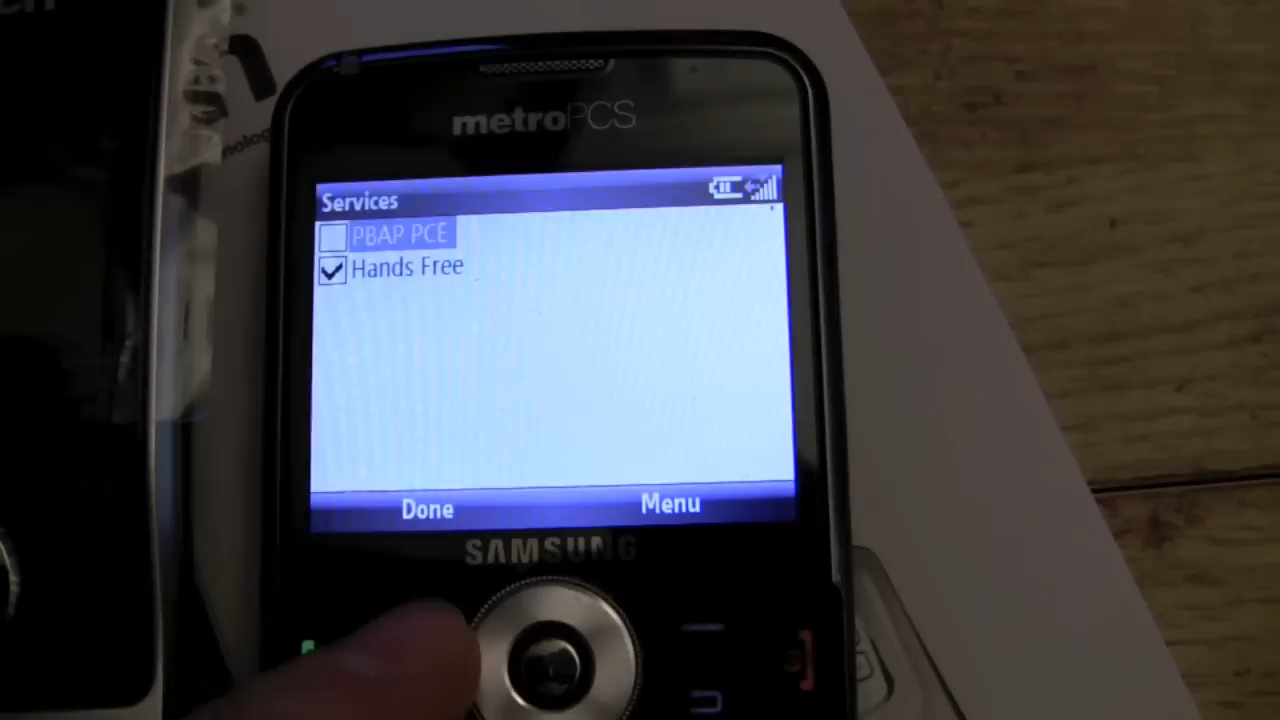 metroPCS
Services
PBAP PCE
Hands Free
Done
Menu
SAMSUNG